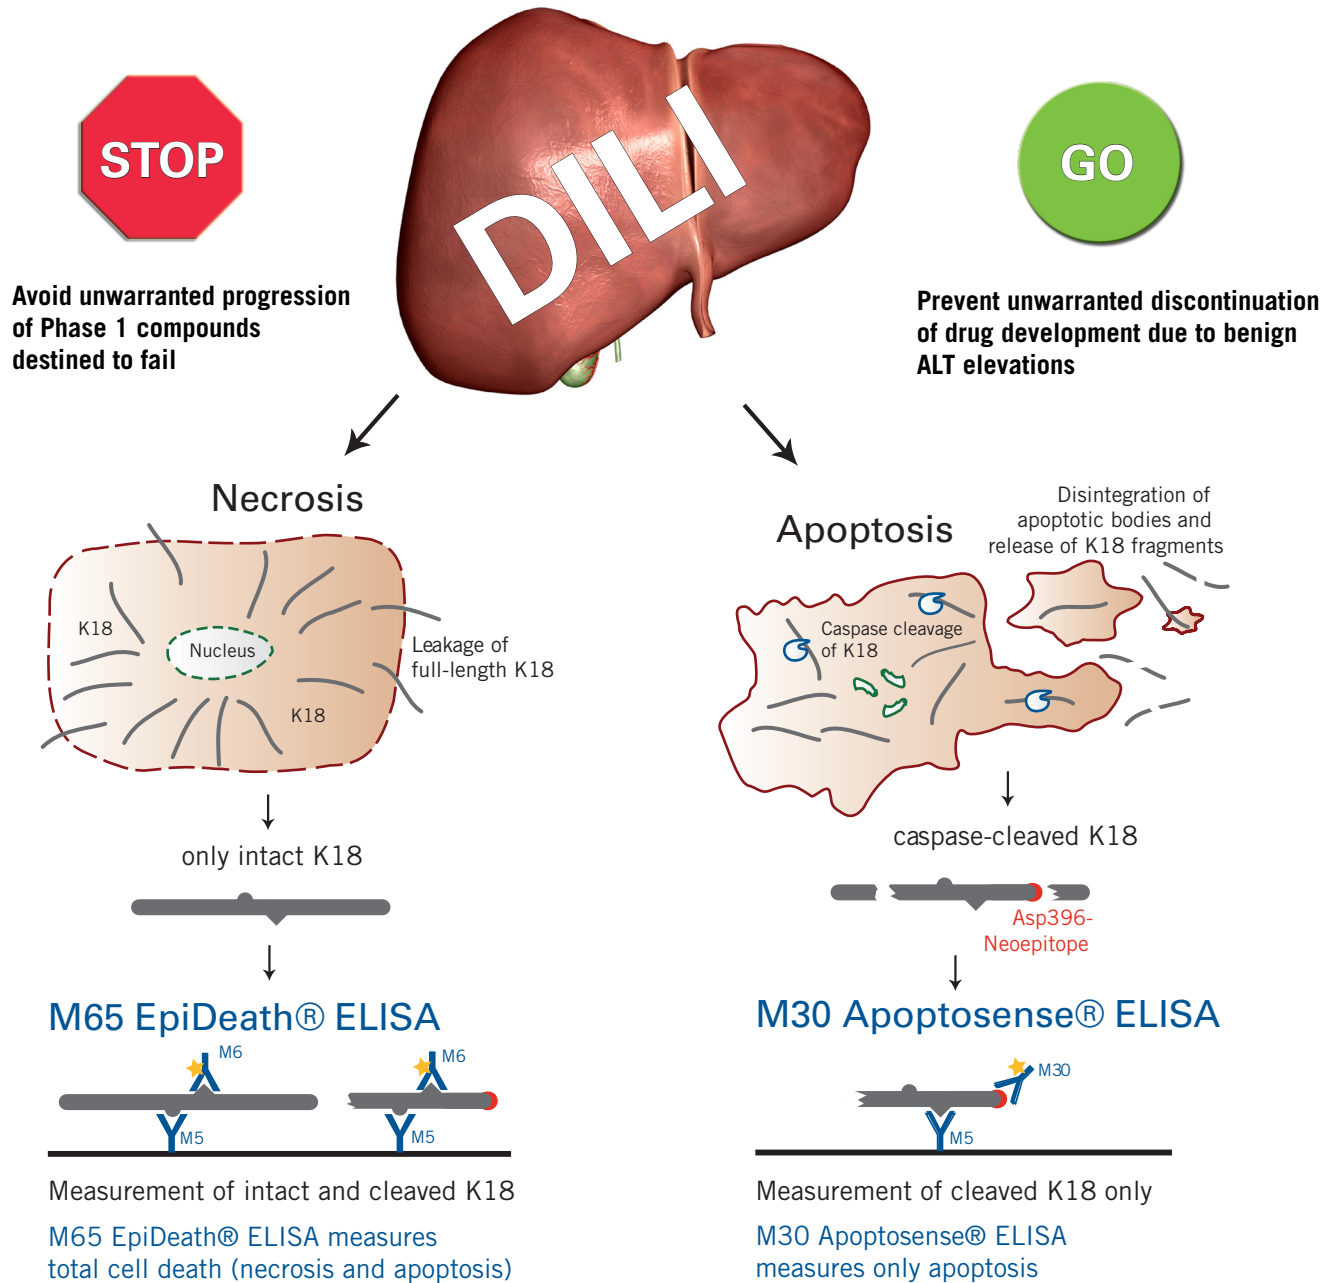 STOP
DILI
GO
Avoid unwarranted progression
of Phase 1 compounds
destined to fail
Prevent unwarranted discontinuation
of drug development due to benign
ALT elevations
Necrosis
K18
Nucleus
K18
Leakage of
full-length K18
only intact K18
M65 EpiDeath® ELISA
M6
M6
M5
M5
Measurement of intact and cleaved K18
M65 EpiDeath® ELISA measures
total cell death (necrosis and apoptosis)
Apoptosis
Disintegration of
apoptotic bodies and
release of K18 fragments
Caspase cleavage
of K18
caspase-cleaved K18
Asp396-
Neoepitope
M30 Apoptosense® ELISA
M30
M5
Measurement of cleaved K18 only
M30 Apoptosense® ELISA
measures only apoptosis